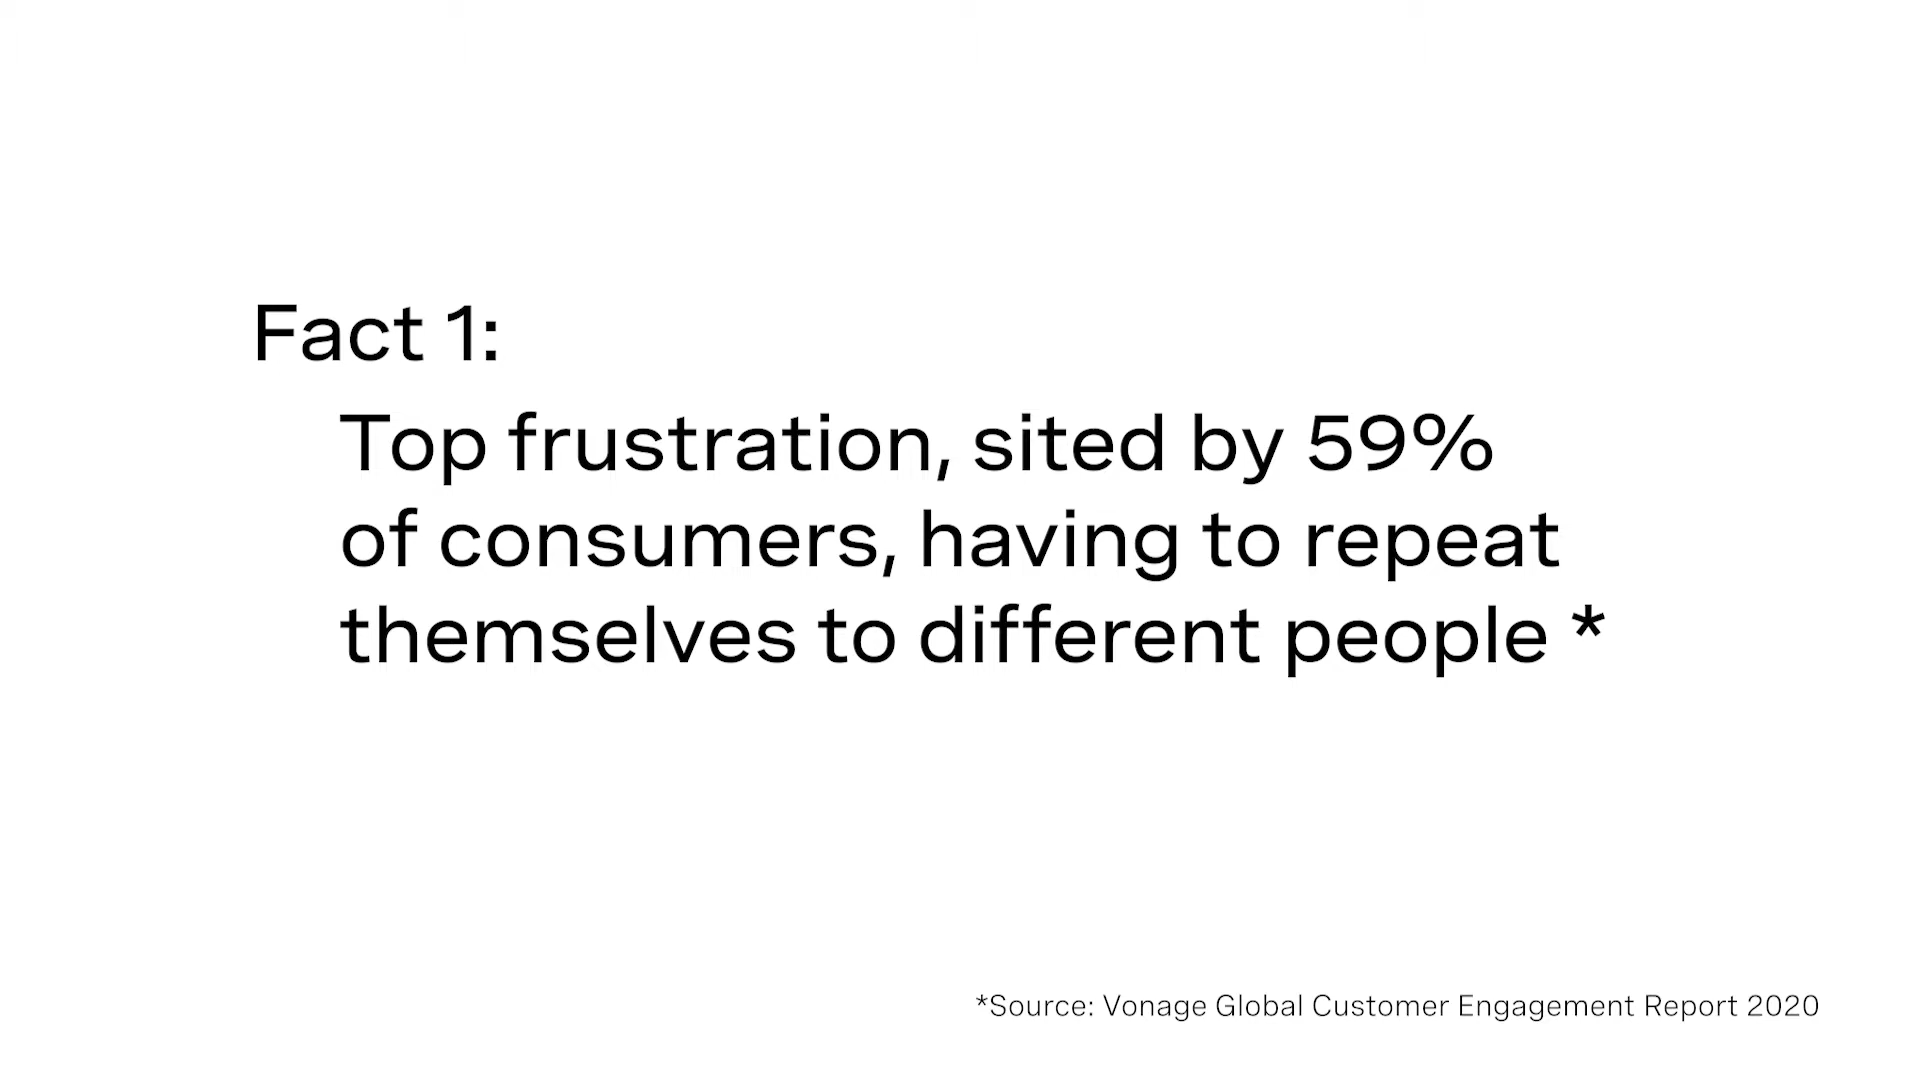 Fact 1:
Top frustration, sited by 59%
of consumers, having to repeat
themselves to different people *
*Source: Vonage Global Customer Engagement Report 2020